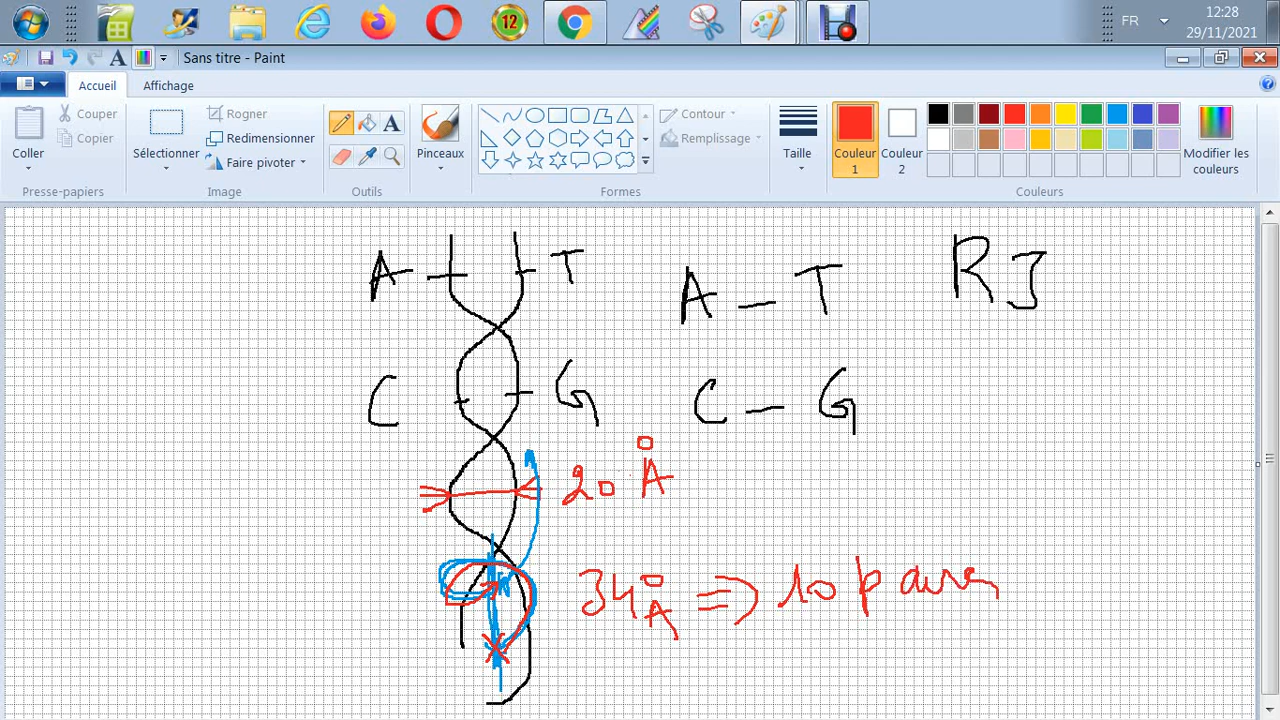 12
FR
12:28
29/11/2021
Sans titre - Paint
Accueil
Affichage
Coller
Couper
Copier
Presse-papiers
Sélectionner
Rogner
Redimensionner
Faire pivoter
Image
Outils
Pinceaux
Formes
Contour
Remplissage
Taille
Couleur 1
Couleur 2
Modifier les couleurs
Couleurs
A T
A - T
C G
C - G
20 Å
34 Å => 10 paires